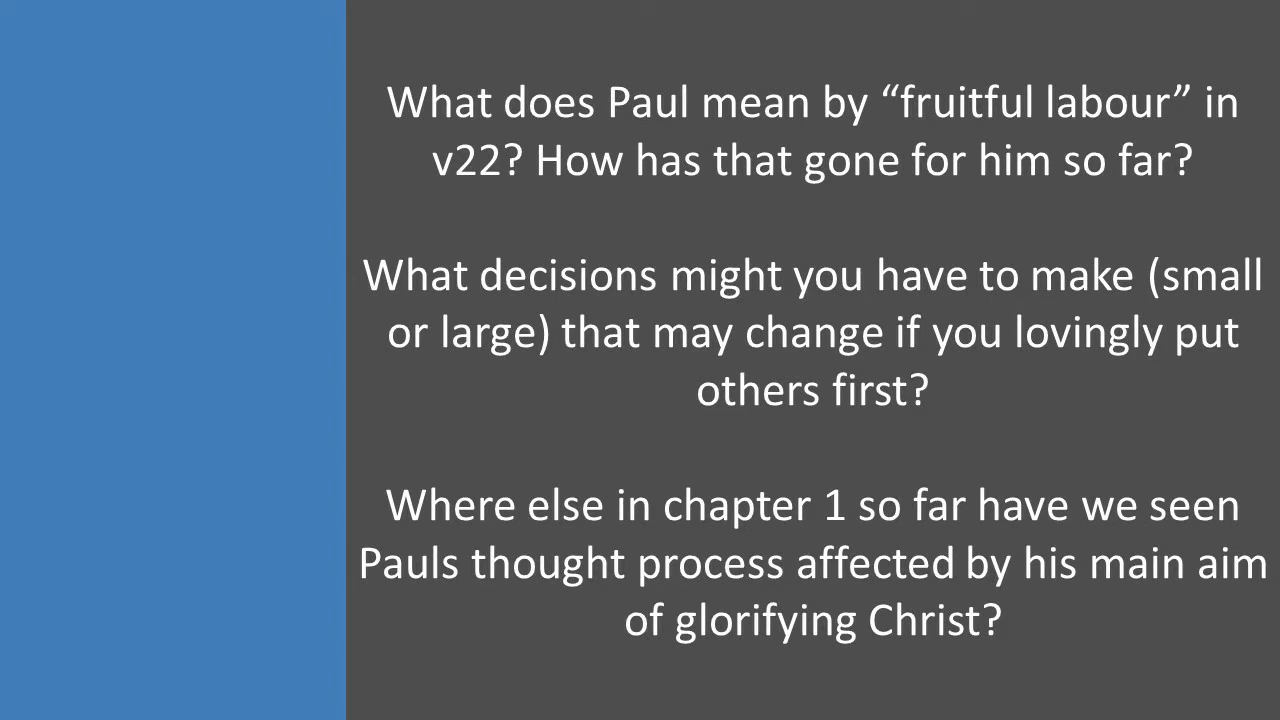 What does Paul mean by “fruitful labour” in
v22? How has that gone for him so far?
What decisions might you have to make (small
or large) that may change if you lovingly put
others first?
Where else in chapter 1 so far have we seen
Pauls thought process affected by his main aim
of glorifying Christ?